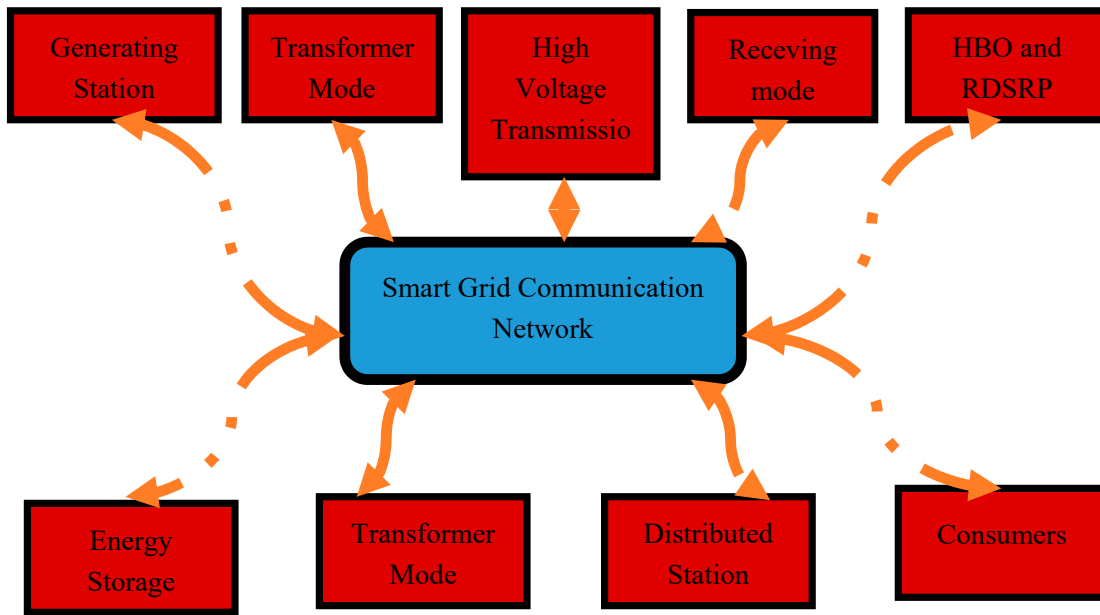 Generating
Station
Transformer
Mode
High
Voltage
Transmissio
Receving
mode
HBO and
RDSRP
Smart Grid Communication
Network
Energy
Storage
Transformer
Mode
Distributed
Station
Consumers